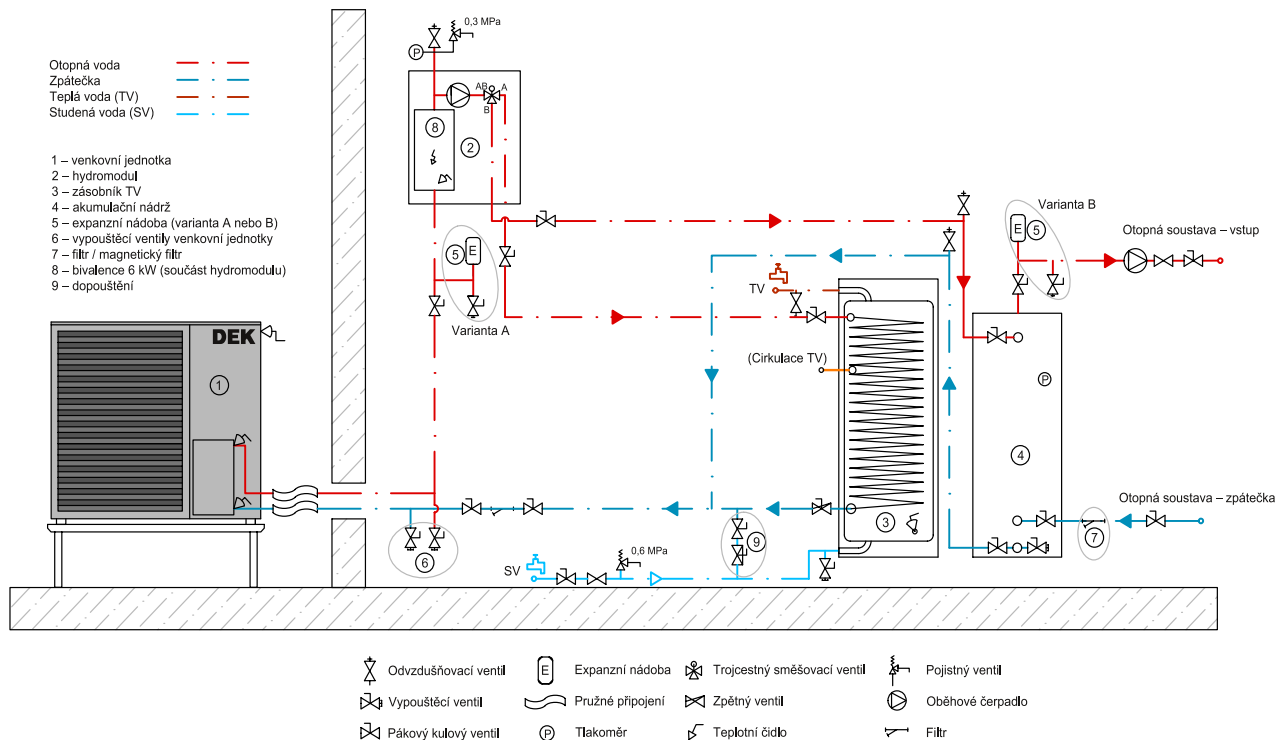 Otopná voda
Zpátečka
Teplá voda (TV)
Studená voda (SV)
1 – venkovní jednotka
2 – hydromodul
3 – zásobník TV
4 – akumulační nádrž
5 – expanzní nádoba (varianta A nebo B)
6 – vypouštěcí ventily venkovní jednotky
7 – filtr / magnetický filtr
8 – bivalence 6 kW (součást hydromodulu)
9 – dopouštění
0,3 MPa
P
AB
A
B
8
2
5
E
Varianta A
Varianta B
E
5
Otopná soustava – vstup
TV
(Cirkulace TV)
DEK
1
P
4
3
Otopná soustava – zpátečka
7
9
6
0,6 MPa
SV
Odvzdušňovací ventil
E
Expanzní nádoba
Trojcestný směšovací ventil
Pojistný ventil
Vypouštěcí ventil
Pružné připojení
Zpětný ventil
Oběhové čerpadlo
Pákový kulový ventil
P
Tlakoměr
Teplotní čidlo
Filtr